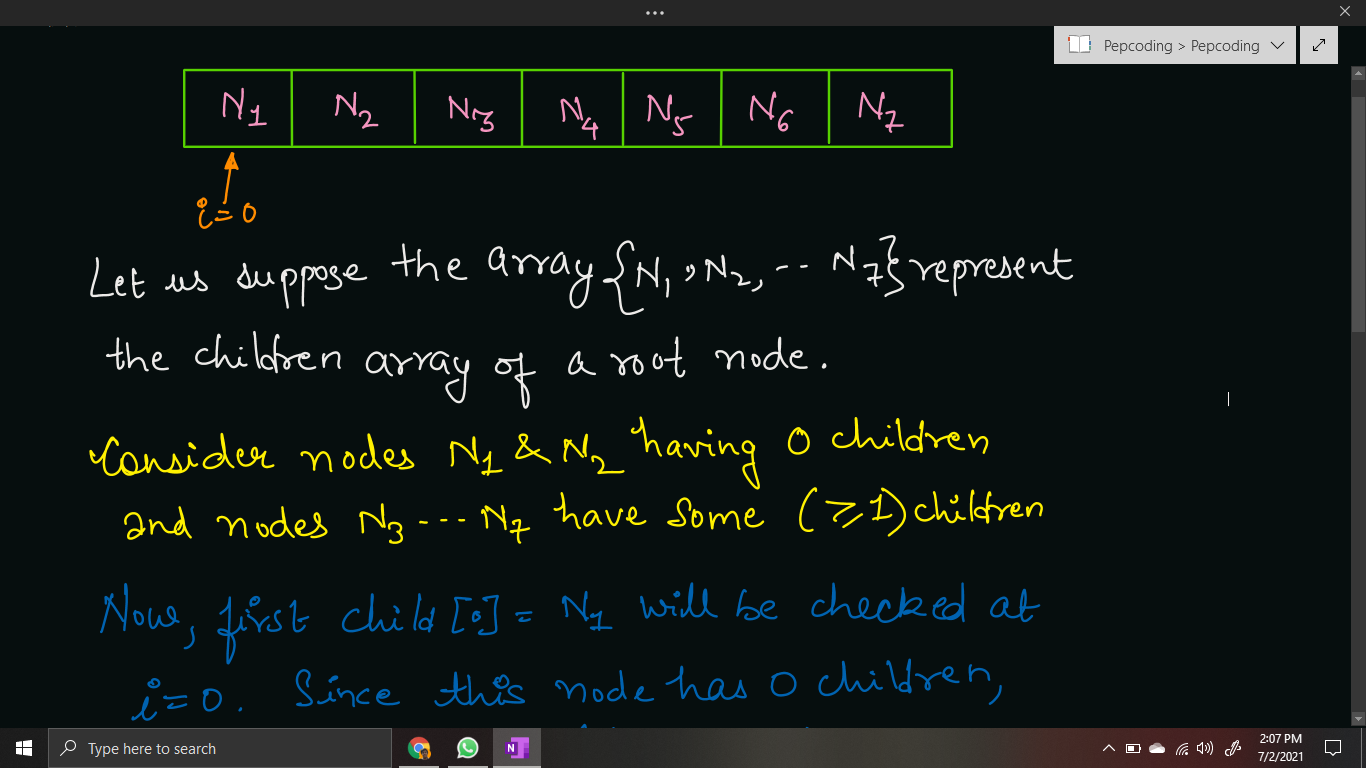 Pepcoding > Pepcoding
N1 N2 N3 N4 N5 N6 N7
i=0
Let us suppose the array {N1, N2, -- N7} represent
the children array of a root node.
Consider nodes N1 & N2 having 0 children
and nodes N3 --- N7 have some (≥1) children
Now, first child [0] = N1 will be checked at
i=0. Since this node has 0 children,
Type here to search
2:07 PM
7/2/2021